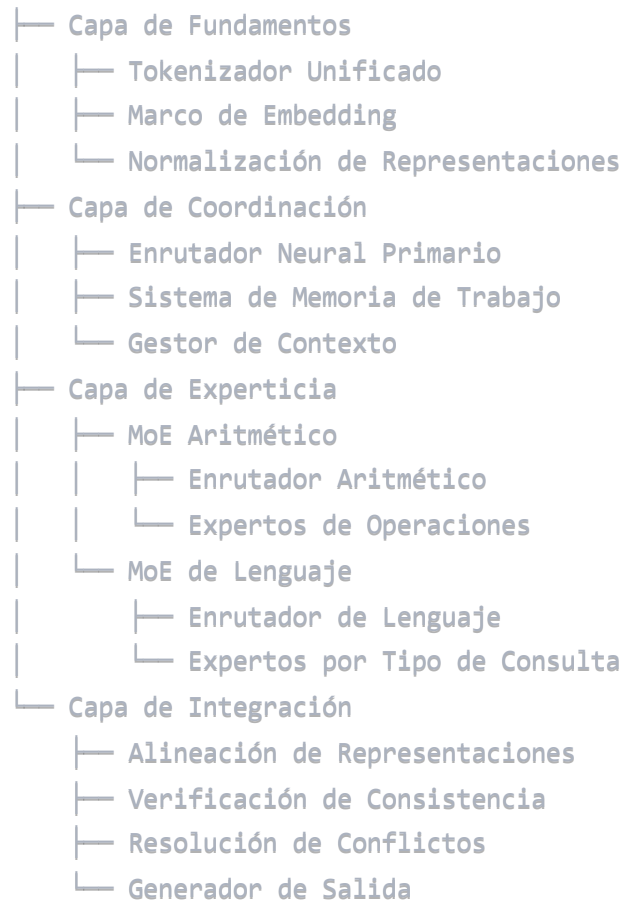 ├── Capa de Fundamentos
│   ├── Tokenizador Unificado
│   ├── Marco de Embedding
│   └── Normalización de Representaciones
├── Capa de Coordinación
│   ├── Enrutador Neural Primario
│   ├── Sistema de Memoria de Trabajo
│   └── Gestor de Contexto
├── Capa de Experticia
│   ├── MoE Aritmético
│   │   ├── Enrutador Aritmético
│   │   └── Expertos de Operaciones
│   └── MoE de Lenguaje
│       ├── Enrutador de Lenguaje
│       └── Expertos por Tipo de Consulta
└── Capa de Integración
    ├── Alineación de Representaciones
    ├── Verificación de Consistencia
    ├── Resolución de Conflictos
    └── Generador de Salida